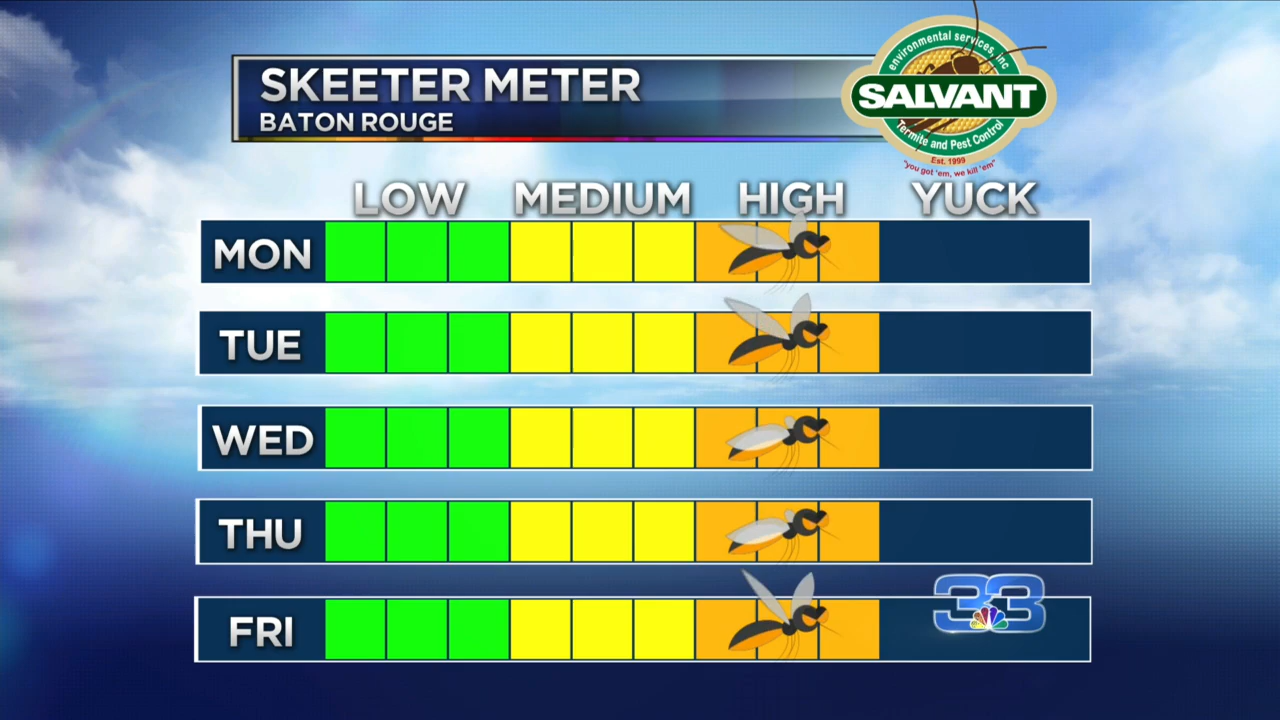 SKEETER METER
BATON ROUGE
environmental services, inc
SALVANT
Termite and Pest Control
Est. 1999
"you got 'em, we kill 'em"
LOW MEDIUM HIGH YUCK
MON
TUE
WED
THU
FRI
33